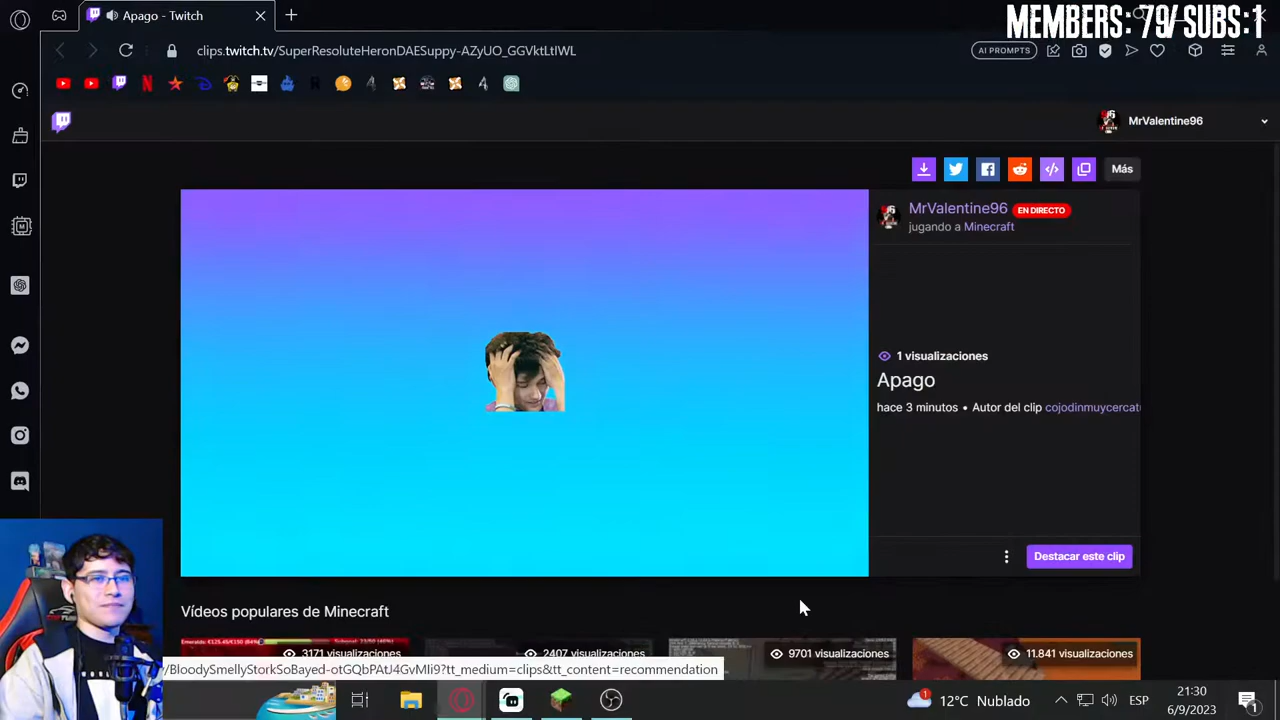 Apago - Twitch
MEMBERS: 79/ SUBS:1
clips.twitch.tv/SuperResoluteHeronDAESuppy-AZyUO_GGVktLtIWL
AI PROMPTS
MrValentine96
Más
MrValentine96 EN DIRECTO
jugando a Minecraft
1 visualizaciones
Apago
hace 3 minutos • Autor del clip cojodinmuycercat
Destacar este clip
Vídeos populares de Minecraft
3171 visualizaciones
2407 visualizaciones
9701 visualizaciones
11.841 visualizaciones
/BloodySmellyStorkSoBayed-otGQbPAtJ4GvMli9?tt_medium=clips&tt_content=recommendation
1
12°C Nublado
ESP
21:30
6/9/2023
1